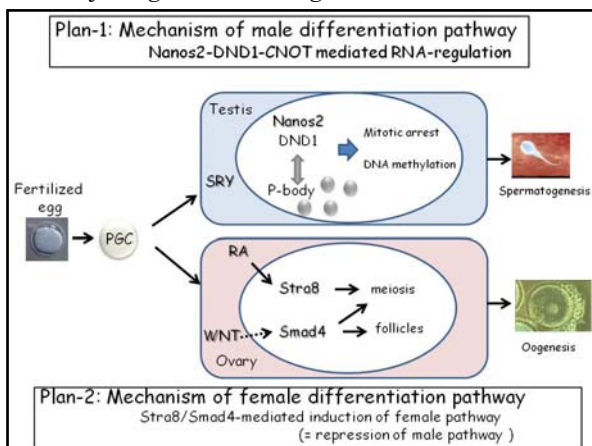 Plan-1: Mechanism of male differentiation pathway
Nanos2-DND1-CNOT mediated RNA-regulation
Testis
Nanos2
DND1
Mitotic arrest
DNA methylation
SRY
P-body
Spermatogenesis
Fertilized
egg
PGC
RA
Stra8
meiosis
WNT
Smad4
follicles
Ovary
Oogenesis
Plan-2: Mechanism of female differentiation pathway
Stra8/Smad4-mediated induction of female pathway
(= repression of male pathway )